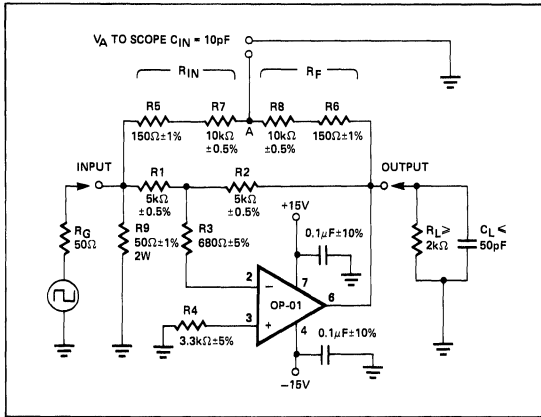 VA TO SCOPE CIN = 10pF
RIN
RF
R5
R7
R8
R6
A
150Ω±1%
10kΩ
±0.5%
10kΩ
±0.5%
150Ω±1%
INPUT
R1
R2
OUTPUT
5kΩ
±0.5%
5kΩ
±0.5%
+15V
RG
50Ω
R9
50Ω±1%
2W
R3
680Ω±5%
0.1μF±10%
RL ≥
2kΩ
CL ≤
50pF
2
−
7
OP-01
6
R4
3
+
4
3.3kΩ±5%
0.1μF±10%
−15V